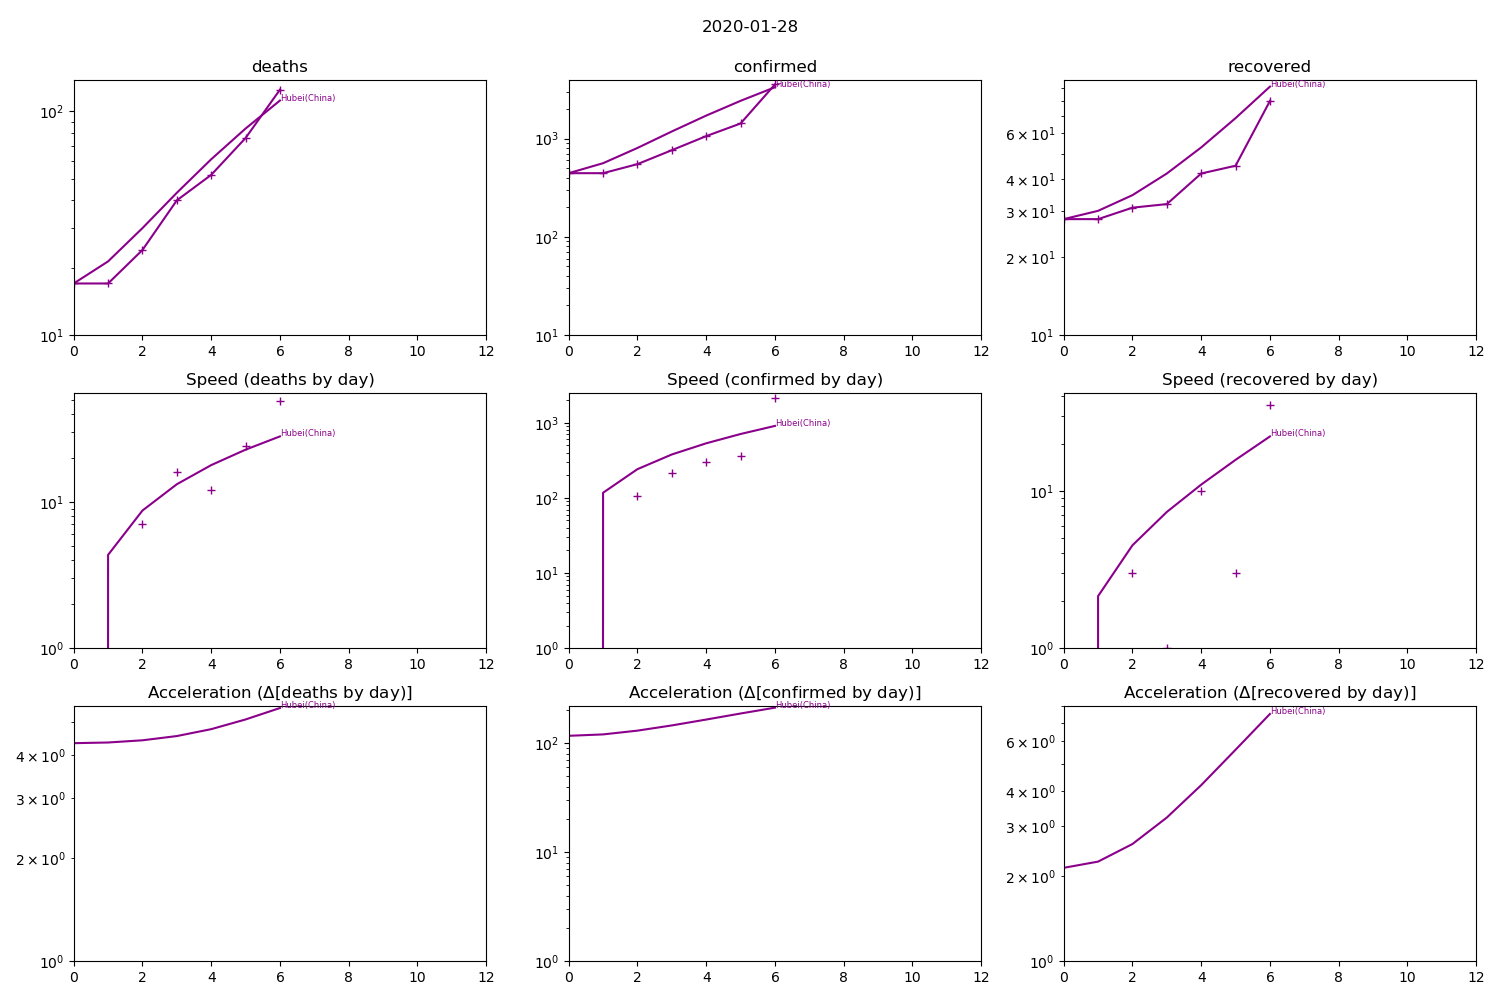 2020-01-28
deaths
confirmed
recovered
10²
10¹
Hubei(China)
0 2 4 6 8 10 12
10³
10²
10¹
Hubei(China)
0 2 4 6 8 10 12
6 × 10¹
4 × 10¹
3 × 10¹
2 × 10¹
10¹
Hubei(China)
0 2 4 6 8 10 12
Speed (deaths by day)
Speed (confirmed by day)
Speed (recovered by day)
10¹
10⁰
Hubei(China)
0 2 4 6 8 10 12
10³
10²
10¹
10⁰
Hubei(China)
0 2 4 6 8 10 12
10¹
10⁰
Hubei(China)
0 2 4 6 8 10 12
Acceleration (Δ[deaths by day)]
Acceleration (Δ[confirmed by day)]
Acceleration (Δ[recovered by day)]
4 × 10⁰
3 × 10⁰
2 × 10⁰
10⁰
Hubei(China)
0 2 4 6 8 10 12
10²
10¹
10⁰
Hubei(China)
0 2 4 6 8 10 12
6 × 10⁰
4 × 10⁰
3 × 10⁰
2 × 10⁰
10⁰
Hubei(China)
0 2 4 6 8 10 12